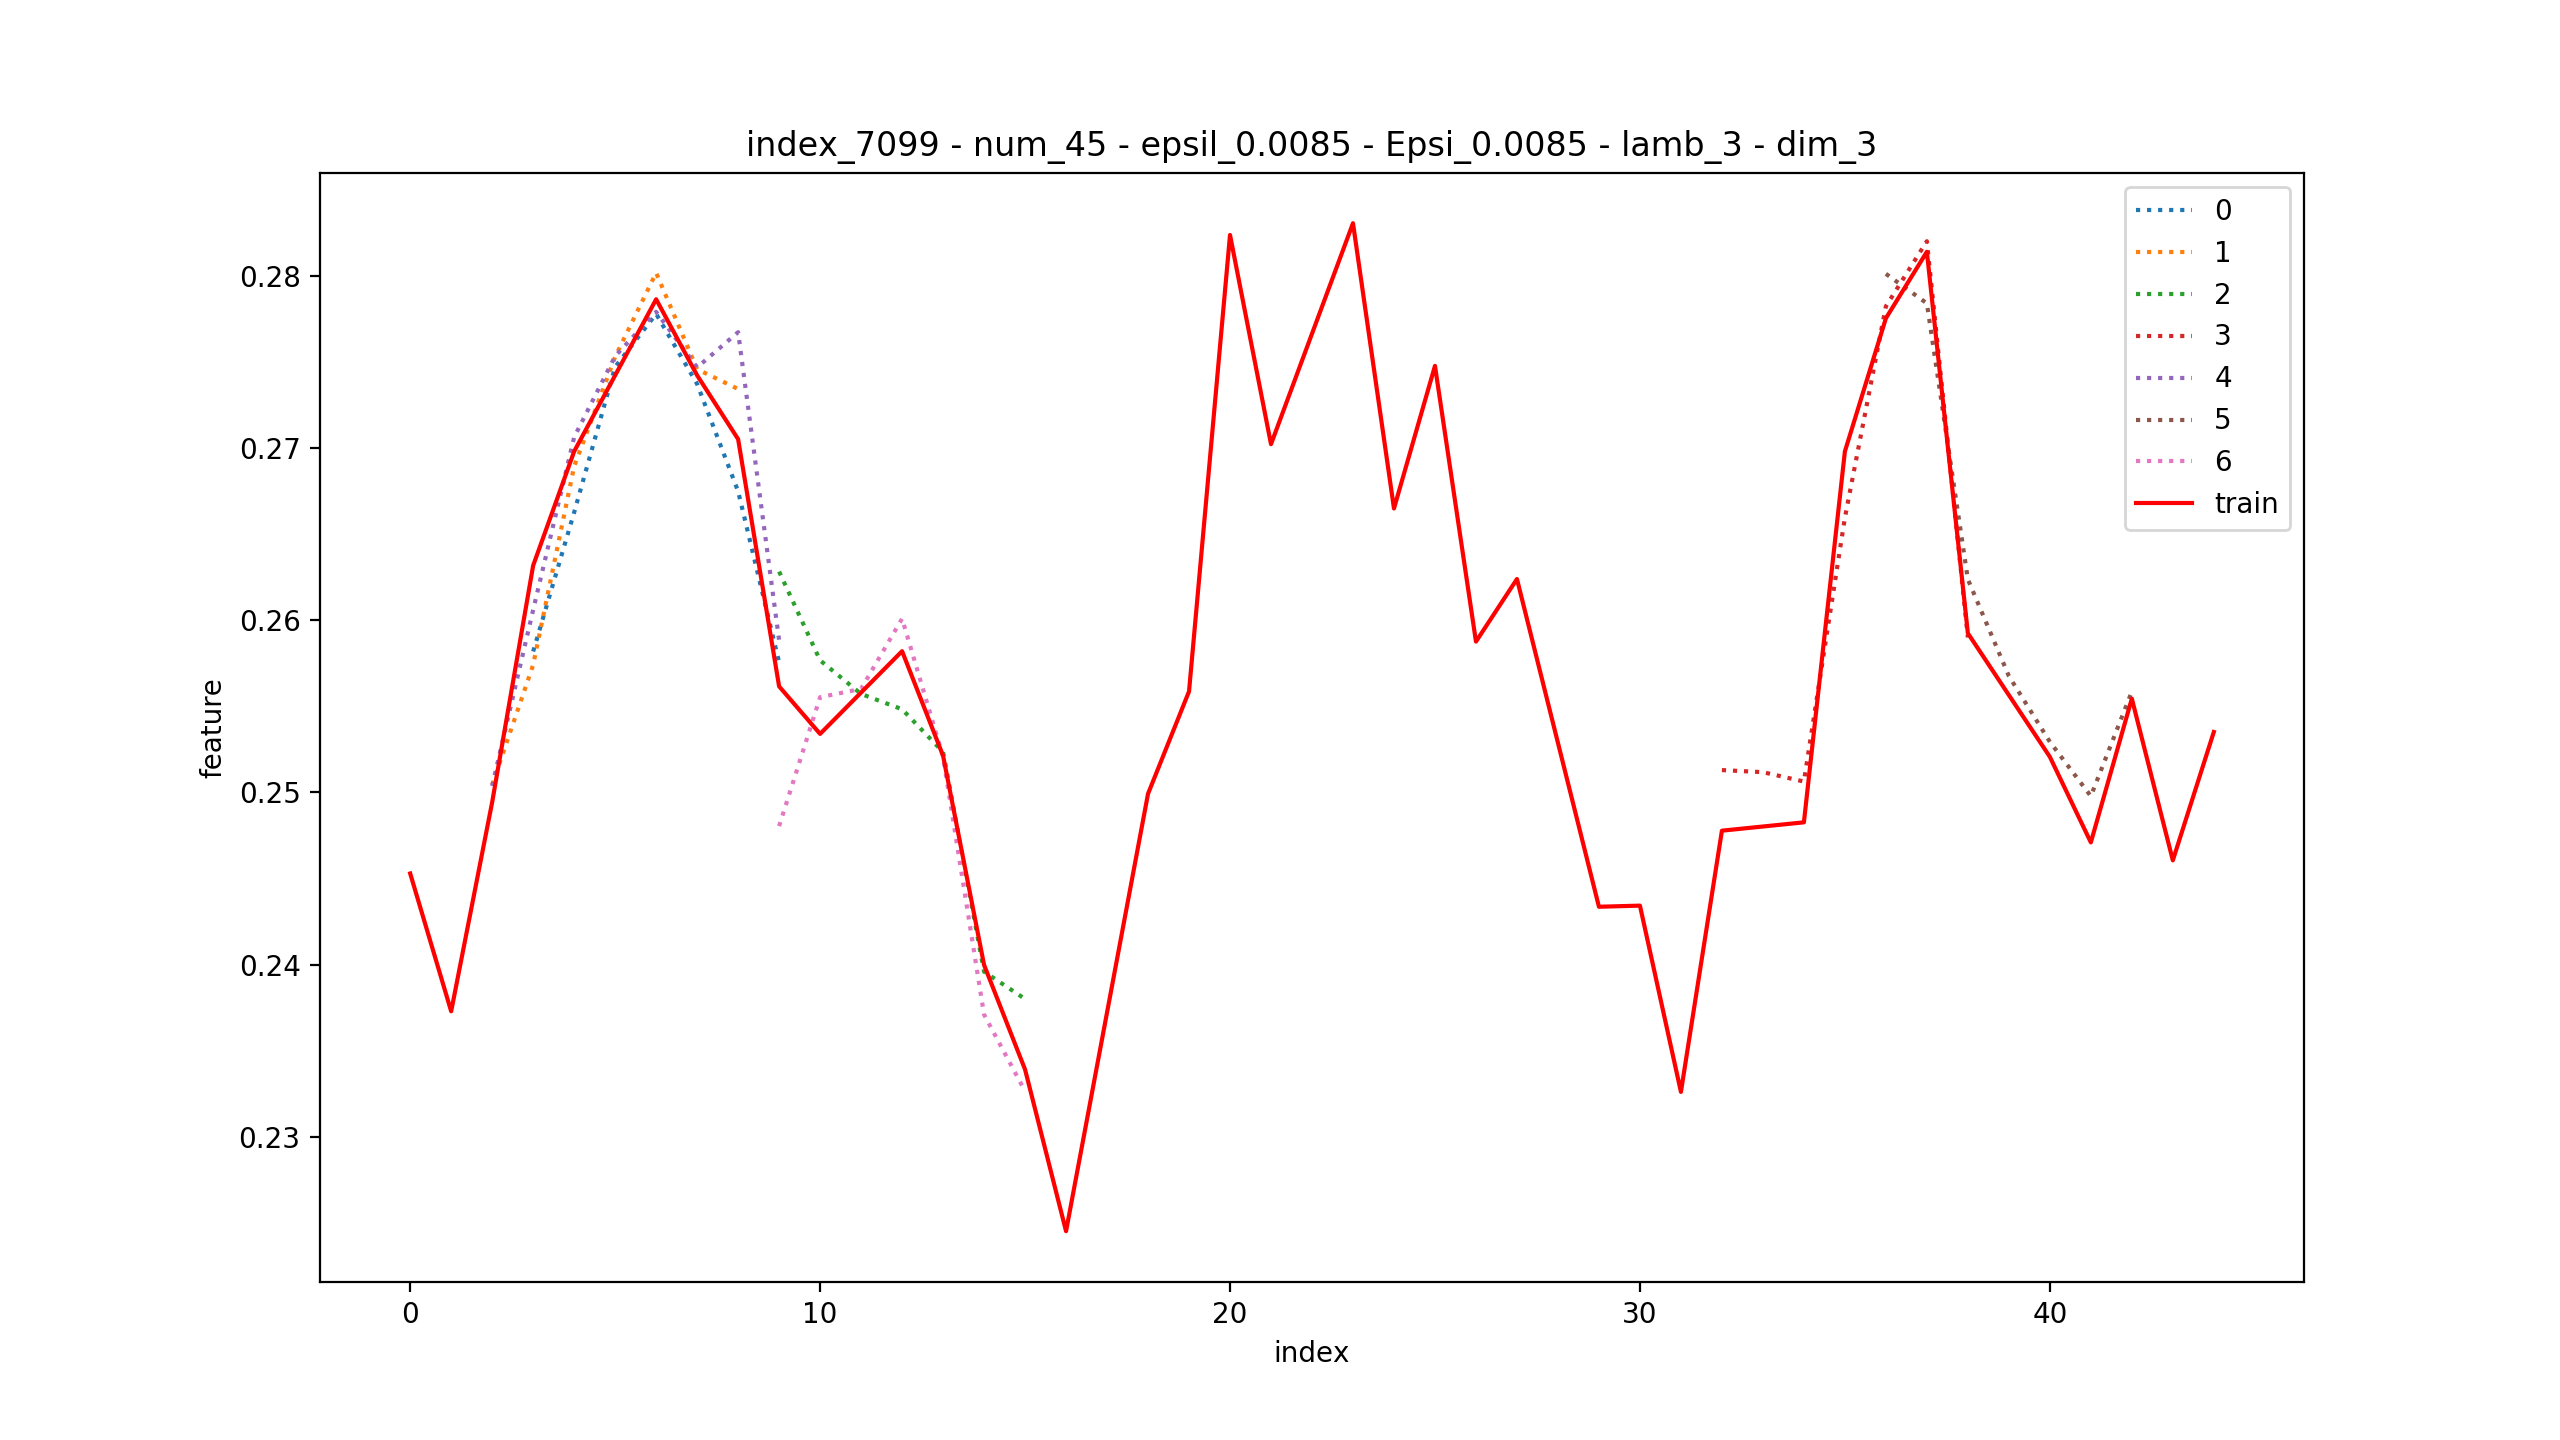 index_7099 - num_45 - epsil_0.0085 - Epsi_0.0085 - lamb_3 - dim_3
0
1
2
3
4
5
6
train
0.28
0.27
0.26
0.25
0.24
0.23
feature
0 10 20 30 40
index